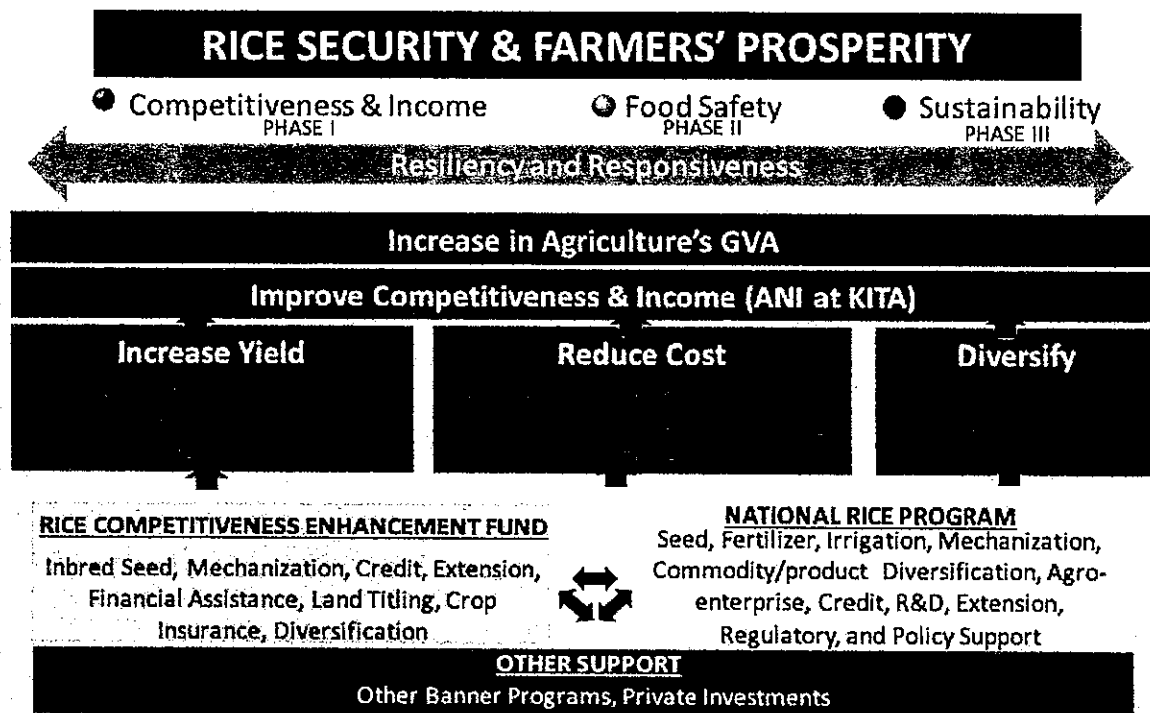 RICE SECURITY & FARMERS' PROSPERITY
Competitiveness & Income
PHASE I
Food Safety
PHASE II
Sustainability
PHASE III
Resiliency and Responsiveness
Increase in Agriculture's GVA
Improve Competitiveness & Income (ANI at KITA)
Increase Yield
Reduce Cost
Diversify
RICE COMPETITIVENESS ENHANCEMENT FUND
Inbred Seed, Mechanization, Credit, Extension,
Financial Assistance, Land Titling, Crop
Insurance, Diversification
NATIONAL RICE PROGRAM
Seed, Fertilizer, Irrigation, Mechanization,
Commodity/product Diversification, Agro-
enterprise, Credit, R&D, Extension,
Regulatory, and Policy Support
OTHER SUPPORT
Other Banner Programs, Private Investments